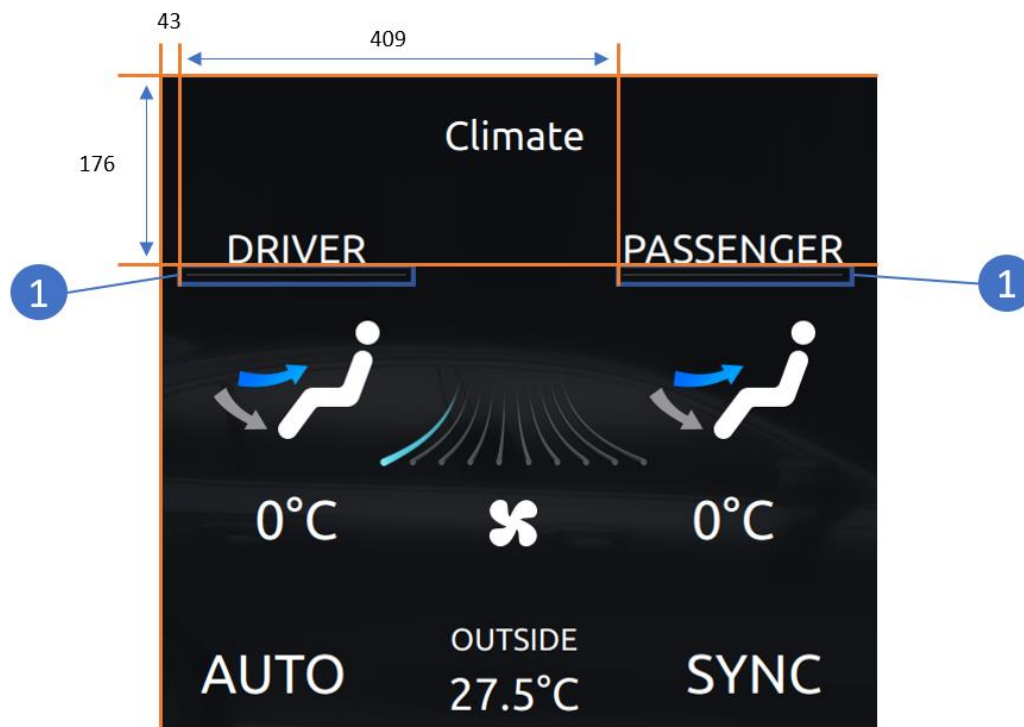 43
409
176
Climate
DRIVER
PASSENGER
1
1
0°C
0°C
OUTSIDE
AUTO
SYNC
27.5°C